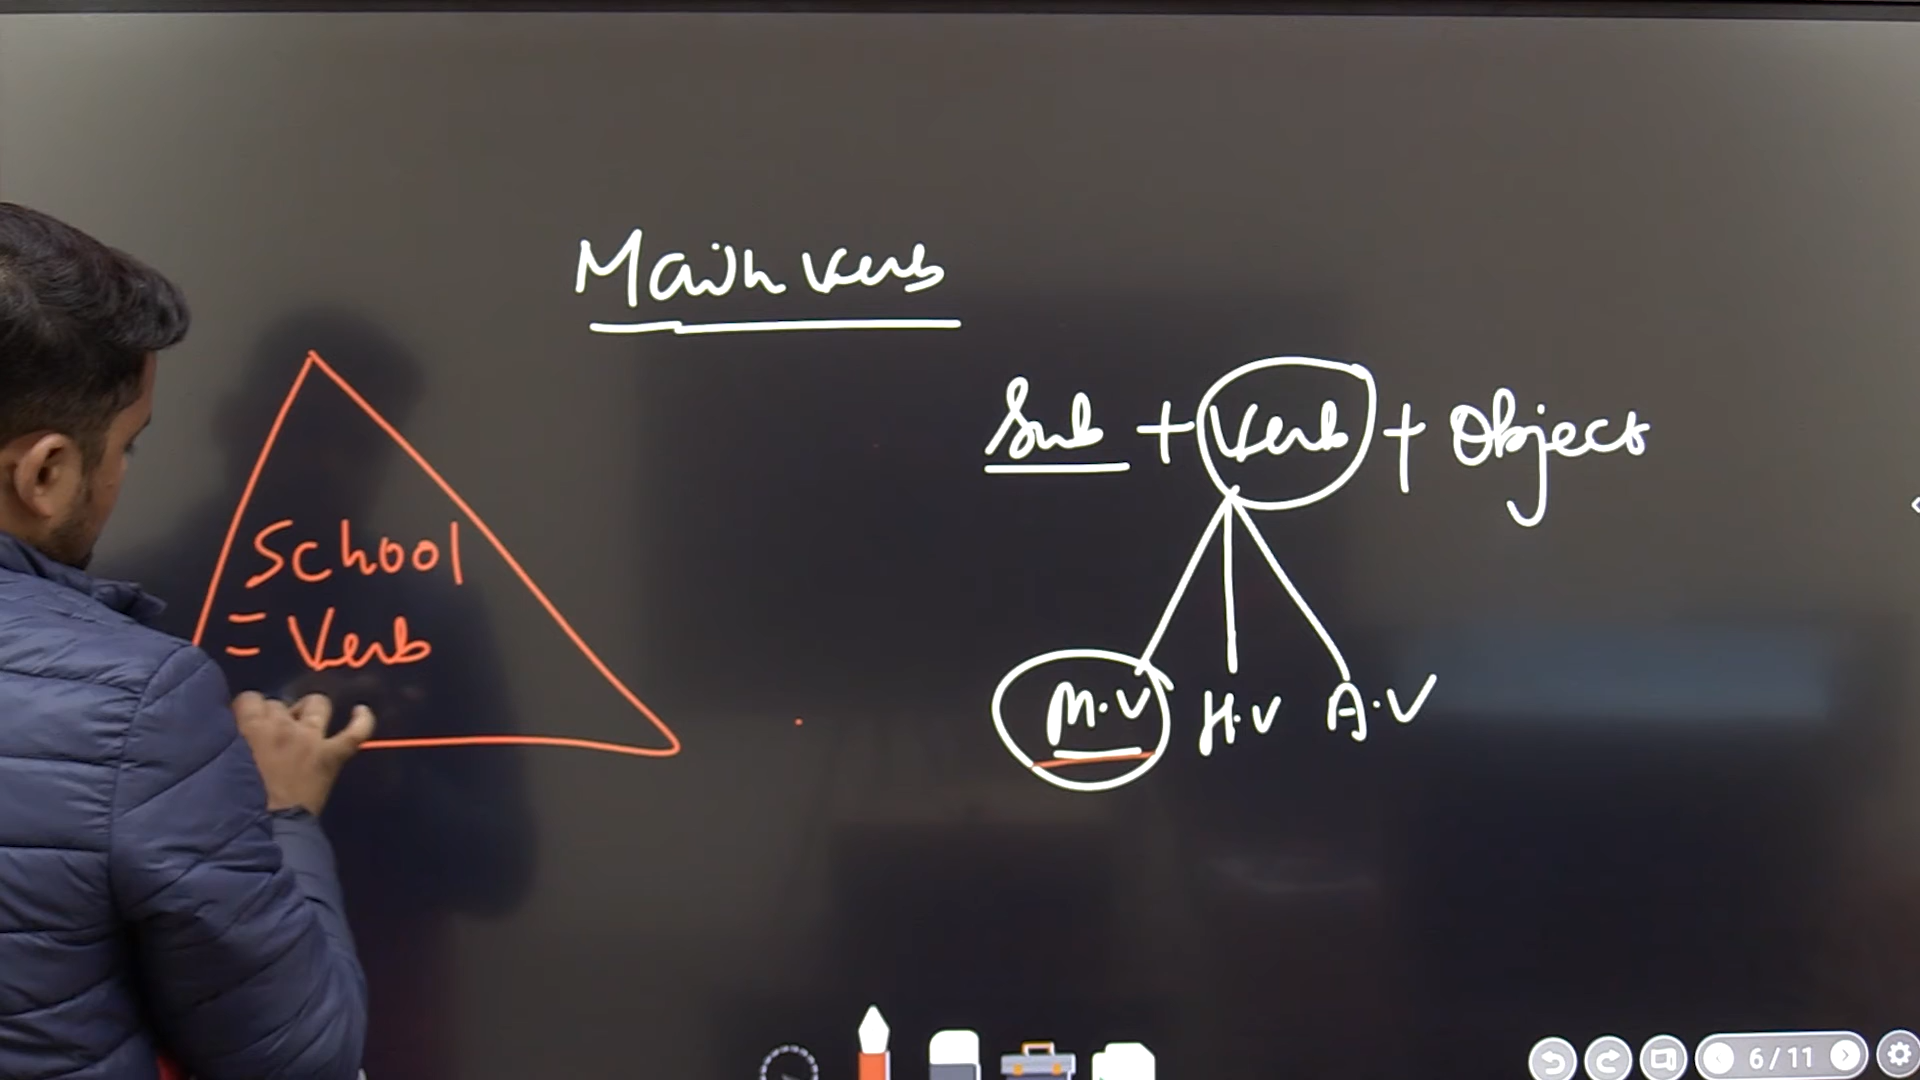 Main Verb
Sub + Verb + Object
M.V H.V A.V
School
= Verb
6/11